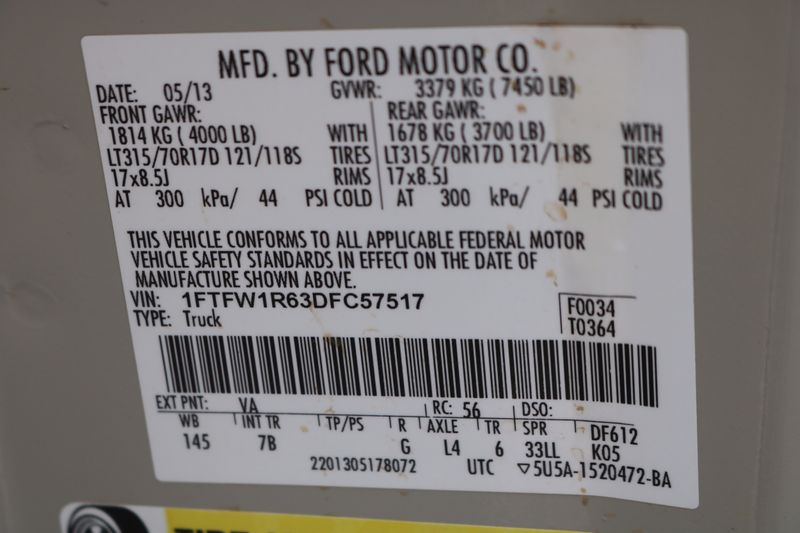 MFD. BY FORD MOTOR CO.
DATE: 05/13 GVWR: 3379 KG ( 7450 LB)
FRONT GAWR: REAR GAWR:
1814 KG ( 4000 LB) WITH 1678 KG ( 3700 LB) WITH
LT315/70R17D 121/118S TIRES LT315/70R17D 121/118S TIRES
17x8.5J RIMS 17x8.5J RIMS
AT 300 kPa/ 44 PSI COLD AT 300 kPa/ 44 PSI COLD
THIS VEHICLE CONFORMS TO ALL APPLICABLE FEDERAL MOTOR
VEHICLE SAFETY STANDARDS IN EFFECT ON THE DATE OF
MANUFACTURE SHOWN ABOVE.
VIN: 1FTFW1R63DFC57517 F0034
TYPE: Truck T0364
EXT PNT: VA RC: 56 DSO:
WB INT TR TP/PS R AXLE TR SPR DF612
145 7B G L4 6 33LL K05
2201305178072 UTC ▽5U5A-1520472-BA